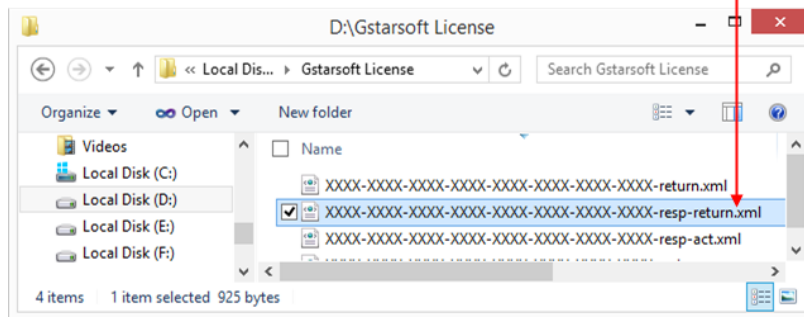 D:\Gstarsoft License
« Local Dis... Gstarsoft License
Search Gstarsoft License
Organize Open New folder
Videos
Local Disk (C:)
Local Disk (D:)
Local Disk (E:)
Local Disk (F:)
Name
XXXX-XXXX-XXXX-XXXX-XXXX-XXXX-XXXX-return.xml
XXXX-XXXX-XXXX-XXXX-XXXX-XXXX-XXXX-resp-return.xml
XXXX-XXXX-XXXX-XXXX-XXXX-XXXX-XXXX-resp-act.xml
4 items 1 item selected 925 bytes